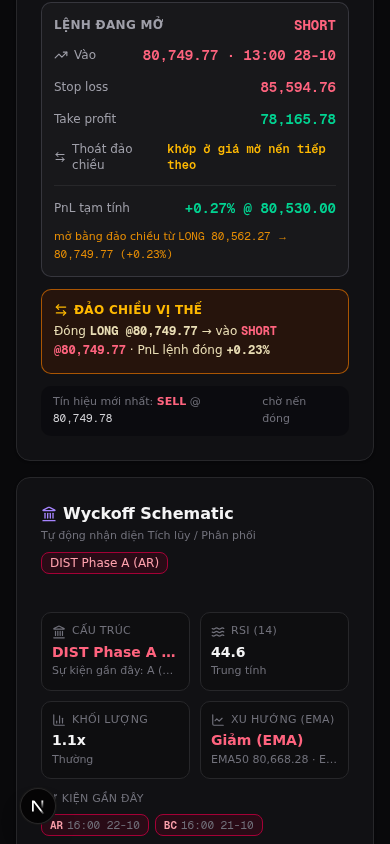 LỆNH ĐANG MỞ SHORT
Vào 80,749.77 · 13:00 28-10
Stop loss 85,594.76
Take profit 78,165.78
Thoát đảo chiều khớp ở giá mở nến tiếp theo
PnL tạm tính +0.27% @ 80,530.00
mở bằng đảo chiều từ LONG 80,562.27 →
80,749.77 (+0.23%)
ĐẢO CHIỀU VỊ THẾ
Đóng LONG @80,749.77 → vào SHORT
@80,749.77 · PnL lệnh đóng +0.23%
Tín hiệu mới nhất: SELL @ 80,749.78 chờ nến đóng
Wyckoff Schematic
Tự động nhận diện Tích lũy / Phân phối
DIST Phase A (AR)
CẤU TRÚC
DIST Phase A ...
Sự kiện gần đây: A (...
RSI (14)
44.6
Trung tính
KHỐI LƯỢNG
1.1x
Thường
XU HƯỚNG (EMA)
Giảm (EMA)
EMA50 80,668.28 · E...
KIỆN GẦN ĐÂY
N
AR 16:00 22-10 BC 16:00 21-10